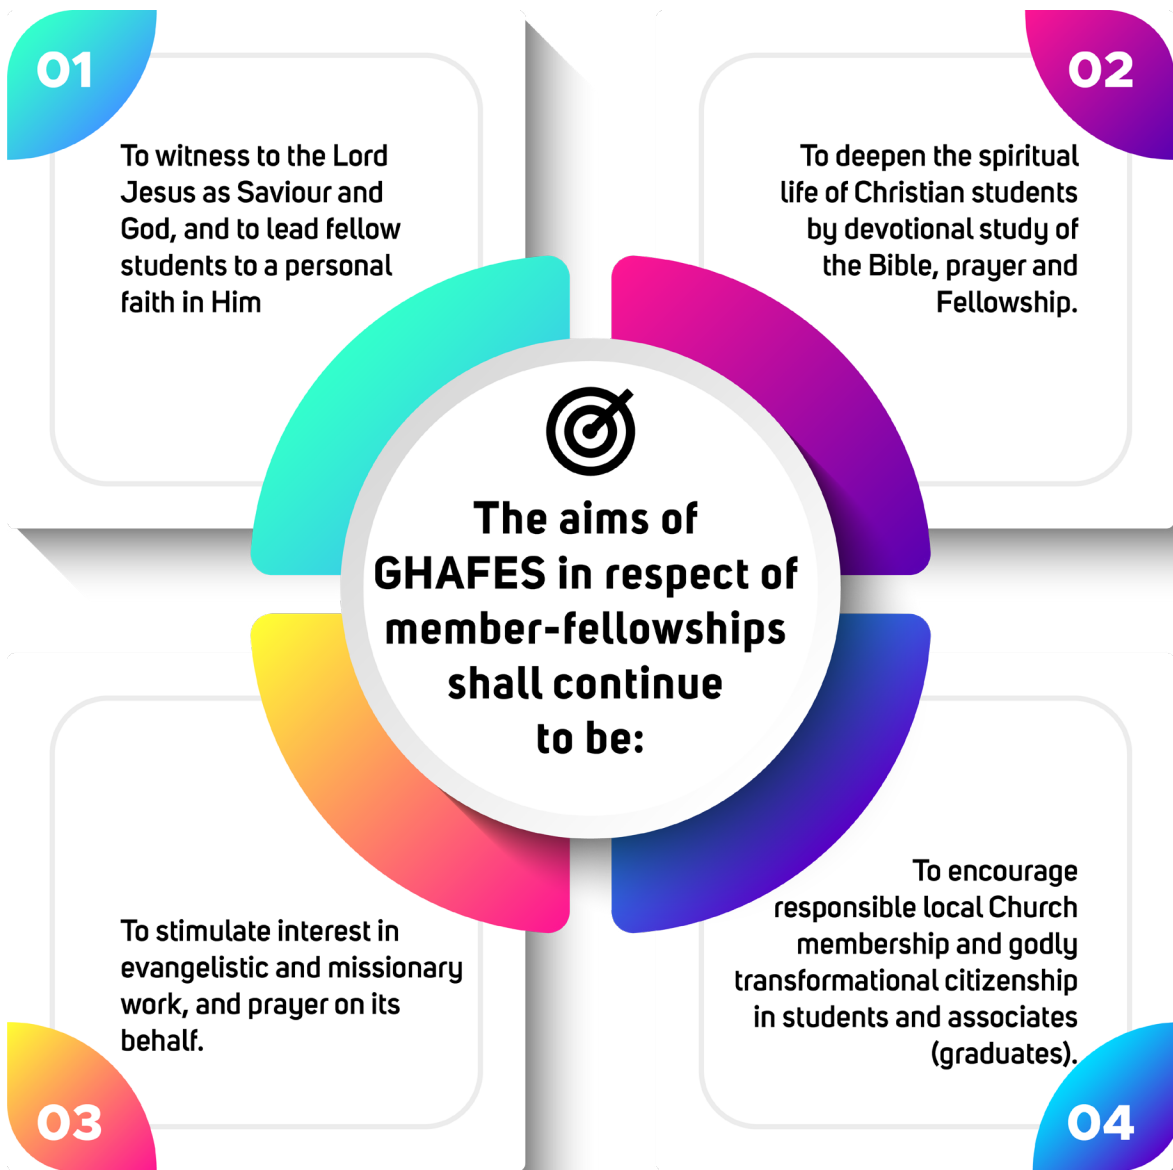 01
To witness to the Lord
Jesus as Saviour and
God, and to lead fellow
students to a personal
faith in Him
02
To deepen the spiritual
life of Christian students
by devotional study of
the Bible, prayer and
Fellowship.
The aims of
GHAFES in respect of
member-fellowships
shall continue
to be:
To stimulate interest in
evangelistic and missionary
work, and prayer on its
behalf.
03
To encourage
responsible local Church
membership and godly
transformational citizenship
in students and associates
(graduates).
04